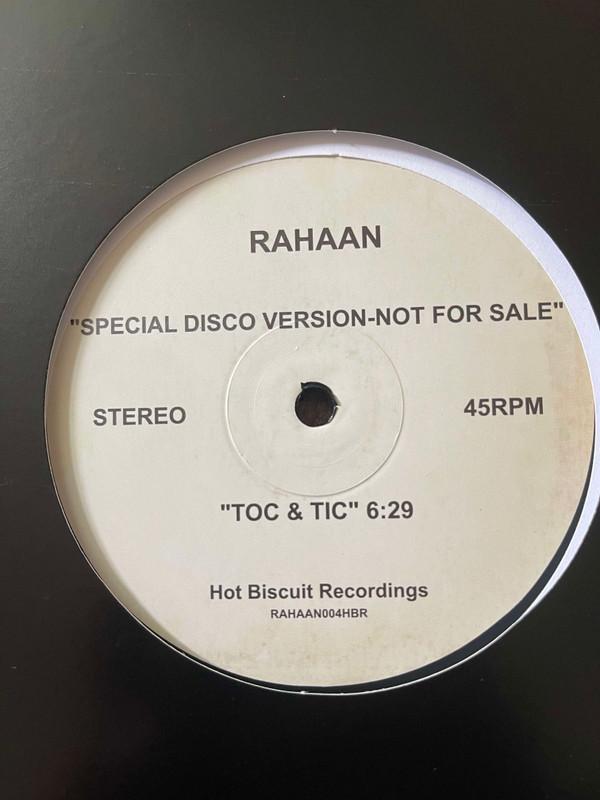 RAHAAN
"SPECIAL DISCO VERSION-NOT FOR SALE"
STEREO
45RPM
"TOC & TIC" 6:29
Hot Biscuit Recordings
RAHAAN004HBR